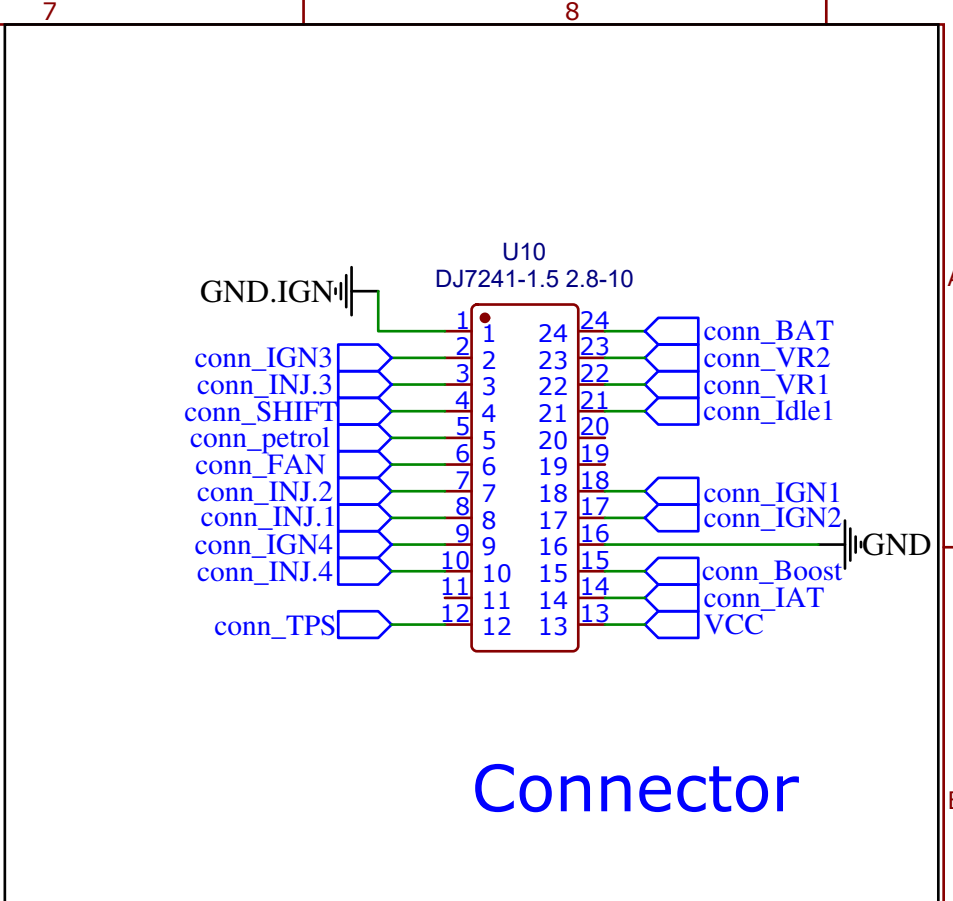 7 8
U10
DJ7241-1.5 2.8-10
GND.IGN
1 1 24 24 conn_BAT
conn_IGN3 2 2 23 23 conn_VR2
conn_INJ.3 3 3 22 22 conn_VR1
conn_SHIFT 4 4 21 21 conn_Idle1
conn_petrol 5 5 20 20
conn_FAN 6 6 19 19
conn_INJ.2 7 7 18 18 conn_IGN1
conn_INJ.1 8 8 17 17 conn_IGN2
conn_IGN4 9 9 16 16 GND
conn_INJ.4 10 10 15 15 conn_Boost
11 11 14 14 conn_IAT
conn_TPS 12 12 13 13 VCC
Connector